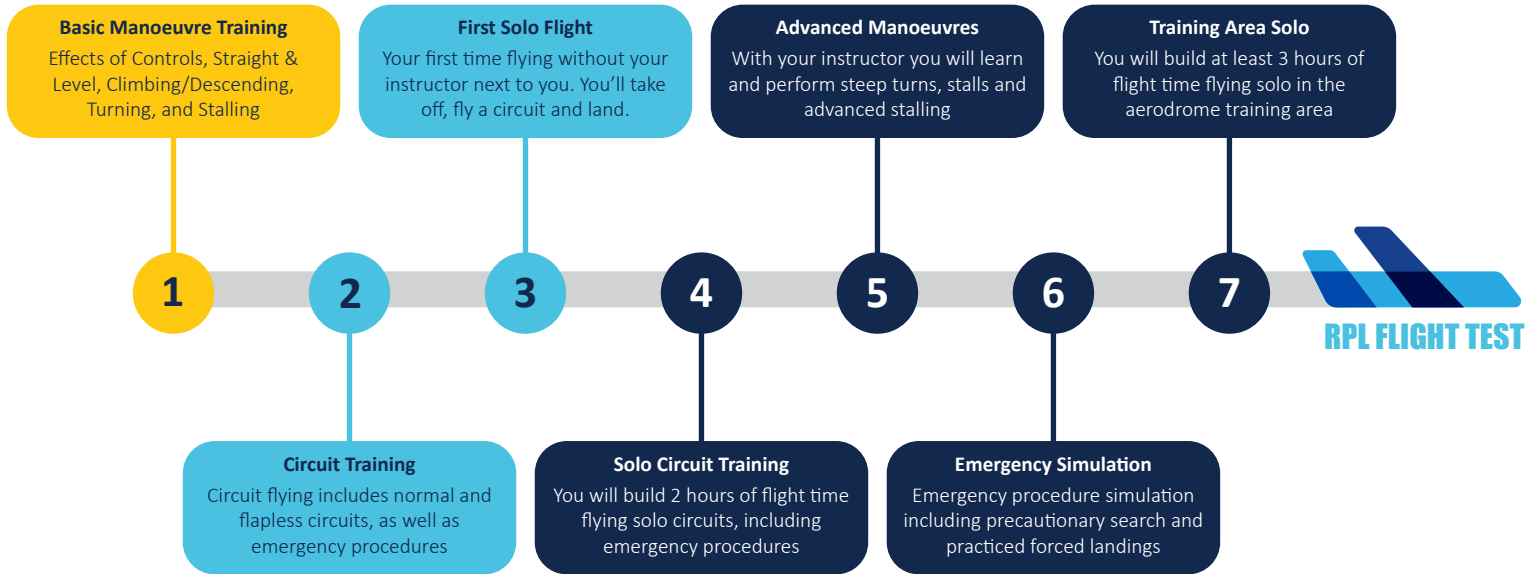 Basic Manoeuvre Training
Effects of Controls, Straight &
Level, Climbing/Descending,
Turning, and Stalling
First Solo Flight
Your first time flying without your
instructor next to you. You’ll take
off, fly a circuit and land.
Advanced Manoeuvres
With your instructor you will learn
and perform steep turns, stalls and
advanced stalling
Training Area Solo
You will build at least 3 hours of
flight time flying solo in the
aerodrome training area
1
2
3
4
5
6
7
RPL FLIGHT TEST
Circuit Training
Circuit flying includes normal and
flapless circuits, as well as
emergency procedures
Solo Circuit Training
You will build 2 hours of flight time
flying solo circuits, including
emergency procedures
Emergency Simulation
Emergency procedure simulation
including precautionary search and
practiced forced landings